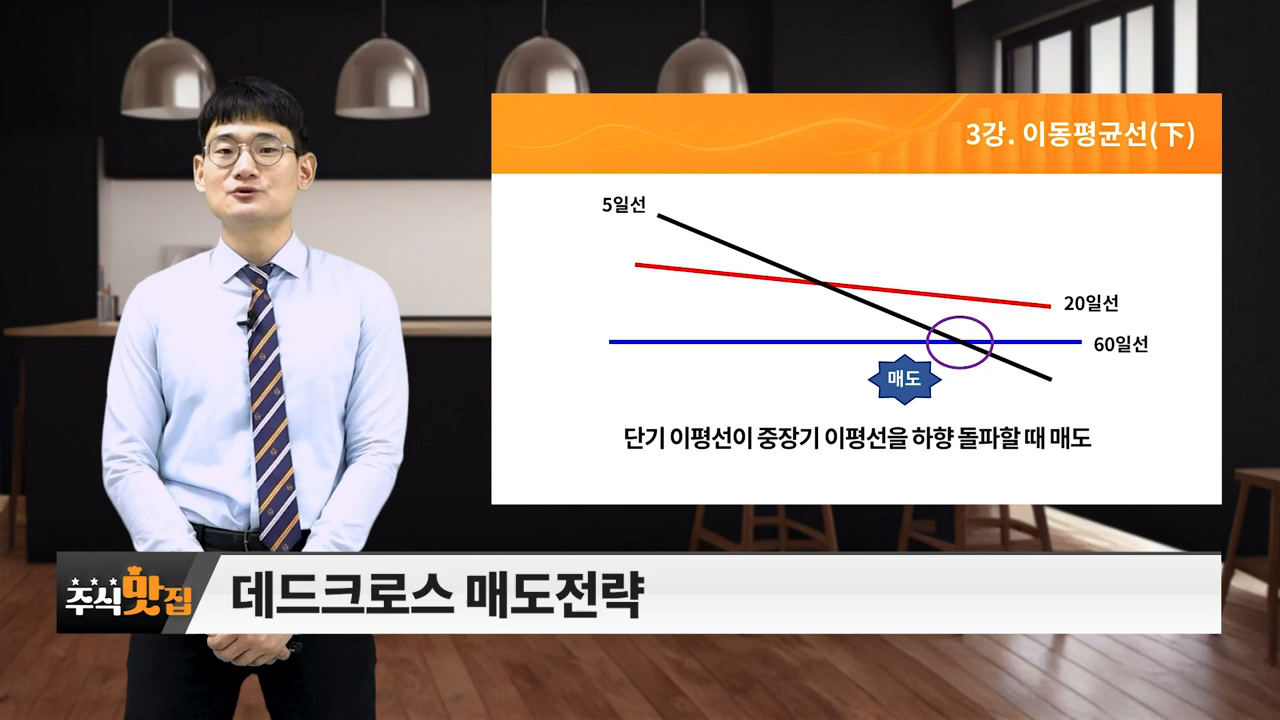 3강. 이동평균선(下)
5일선
20일선
60일선
매도
단기 이평선이 중장기 이평선을 하향 돌파할 때 매도
주식맛집
데드크로스 매도전략